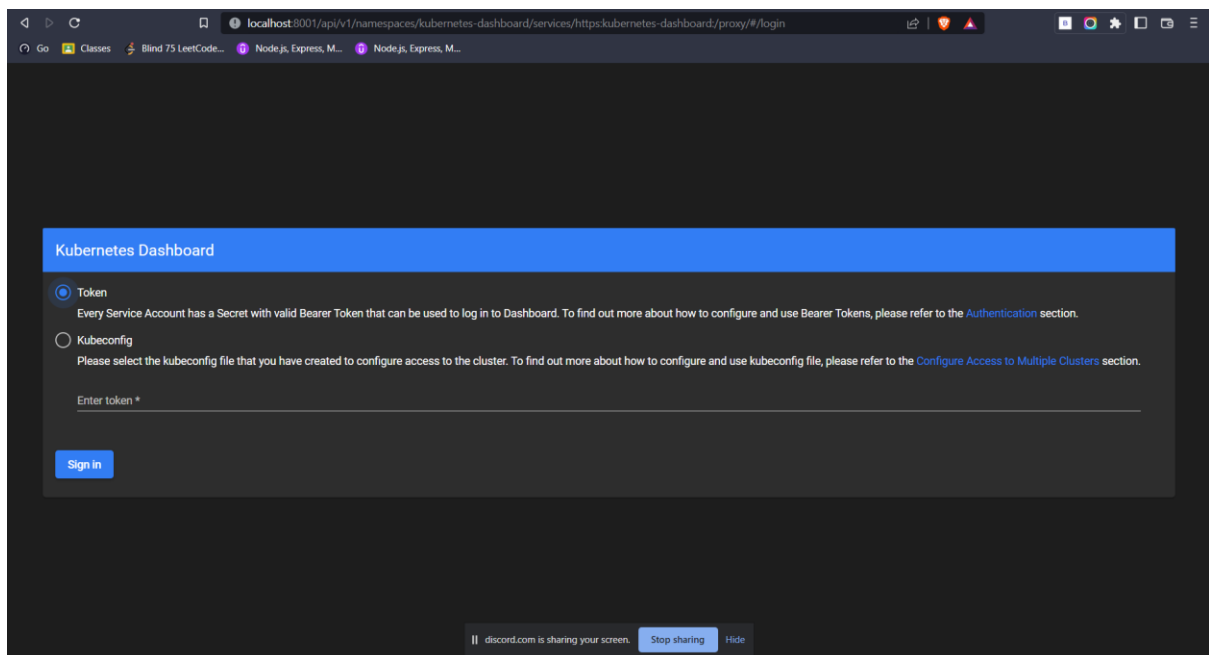 localhost:8001/api/v1/namespaces/kubernetes-dashboard/services/https:kubernetes-dashboard:/proxy/#/login
Go Classes Blind 75 LeetCode... Node.js, Express, M... Node.js, Express, M...
Kubernetes Dashboard
Token
Every Service Account has a Secret with valid Bearer Token that can be used to log in to Dashboard. To find out more about how to configure and use Bearer Tokens, please refer to the Authentication section.
Kubeconfig
Please select the kubeconfig file that you have created to configure access to the cluster. To find out more about how to configure and use kubeconfig file, please refer to the Configure Access to Multiple Clusters section.
Enter token *
Sign in
discord.com is sharing your screen. Stop sharing Hide